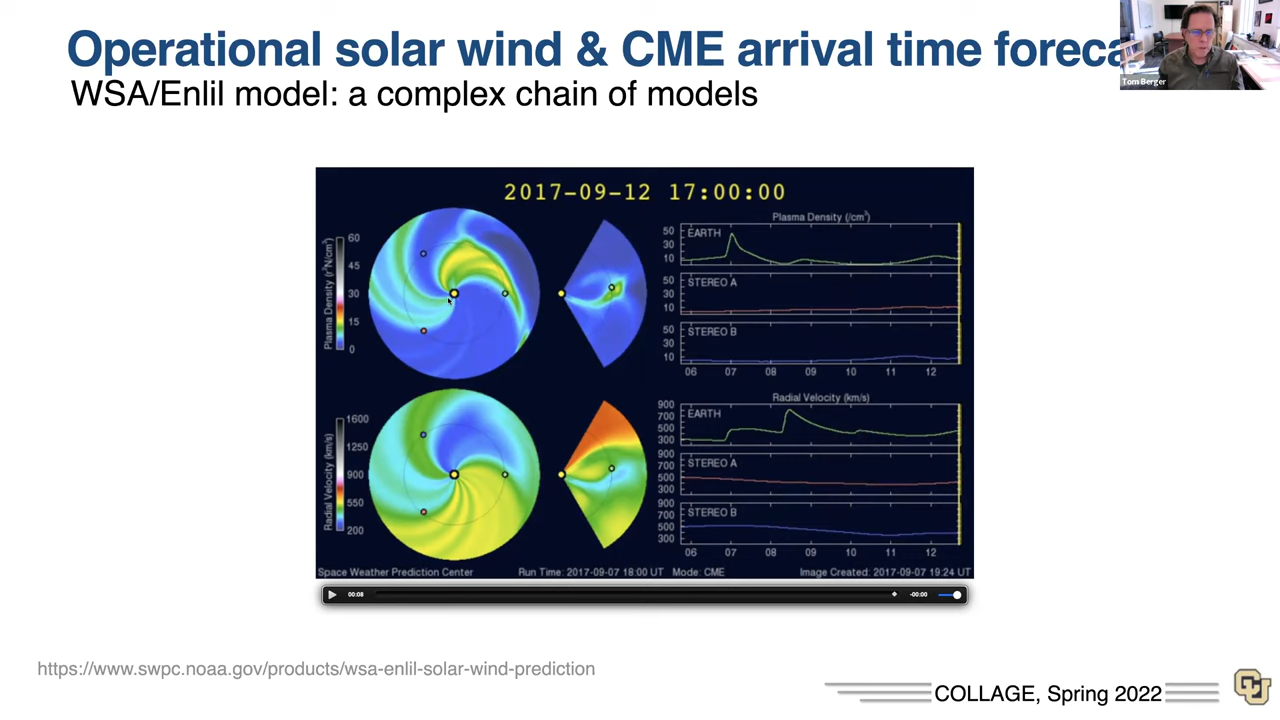 Operational solar wind & CME arrival time foreca
WSA/Enlil model: a complex chain of models
Tom Berger
2017-09-12 17:00:00
Plasma Density (r²N/cm³)
60
45
30
15
0
Plasma Density (/cm³)
EARTH
50
30
10
STEREO A
50
30
10
STEREO B
50
30
10
06 07 08 09 10 11 12
Radial Velocity (km/s)
1600
1250
900
550
200
Radial Velocity (km/s)
EARTH
900
700
500
300
STEREO A
900
700
500
300
STEREO B
900
700
500
300
06 07 08 09 10 11 12
Space Weather Prediction Center Run Time: 2017-09-07 18:00 UT Mode: CME Image Created: 2017-09-07 19:24 UT
00:08 -00:00
https://www.swpc.noaa.gov/products/wsa-enlil-solar-wind-prediction
COLLAGE, Spring 2022
CU